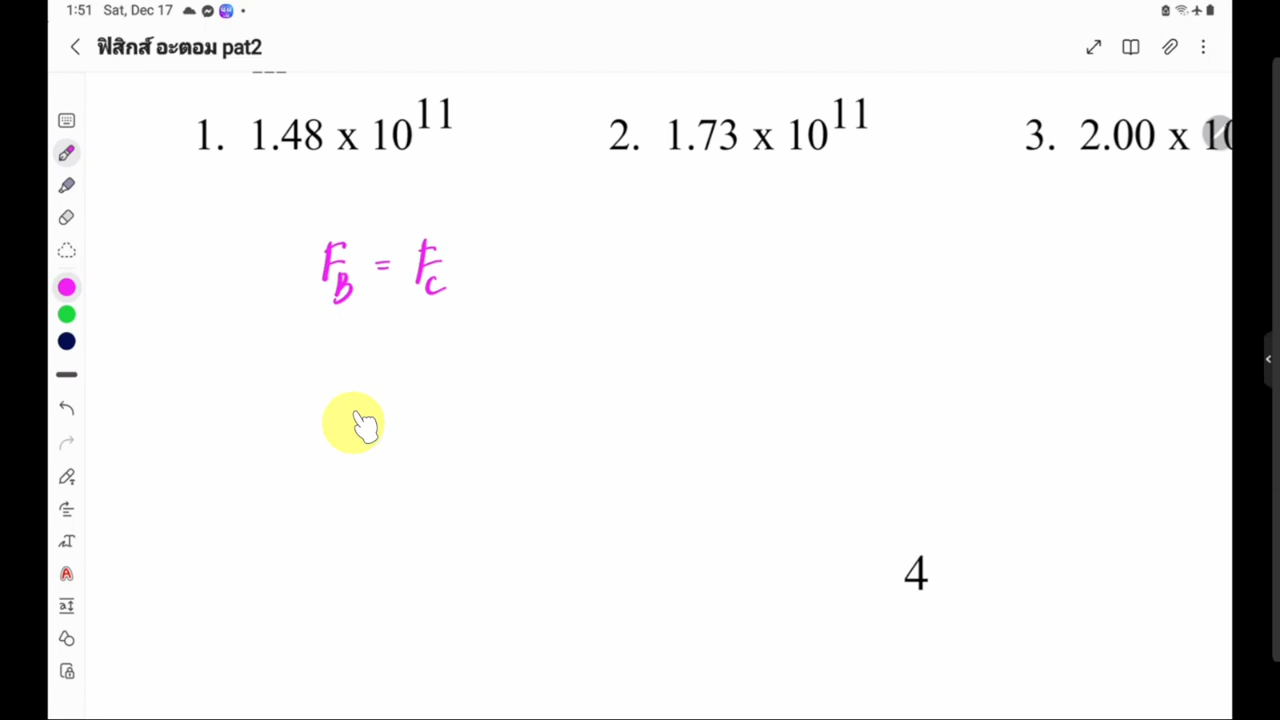 1:51 Sat, Dec 17
ฟิสิกส์ อะตอม pat2
1. 1.48 x 10^11 2. 1.73 x 10^11 3. 2.00 x 10
F_B = F_C
4